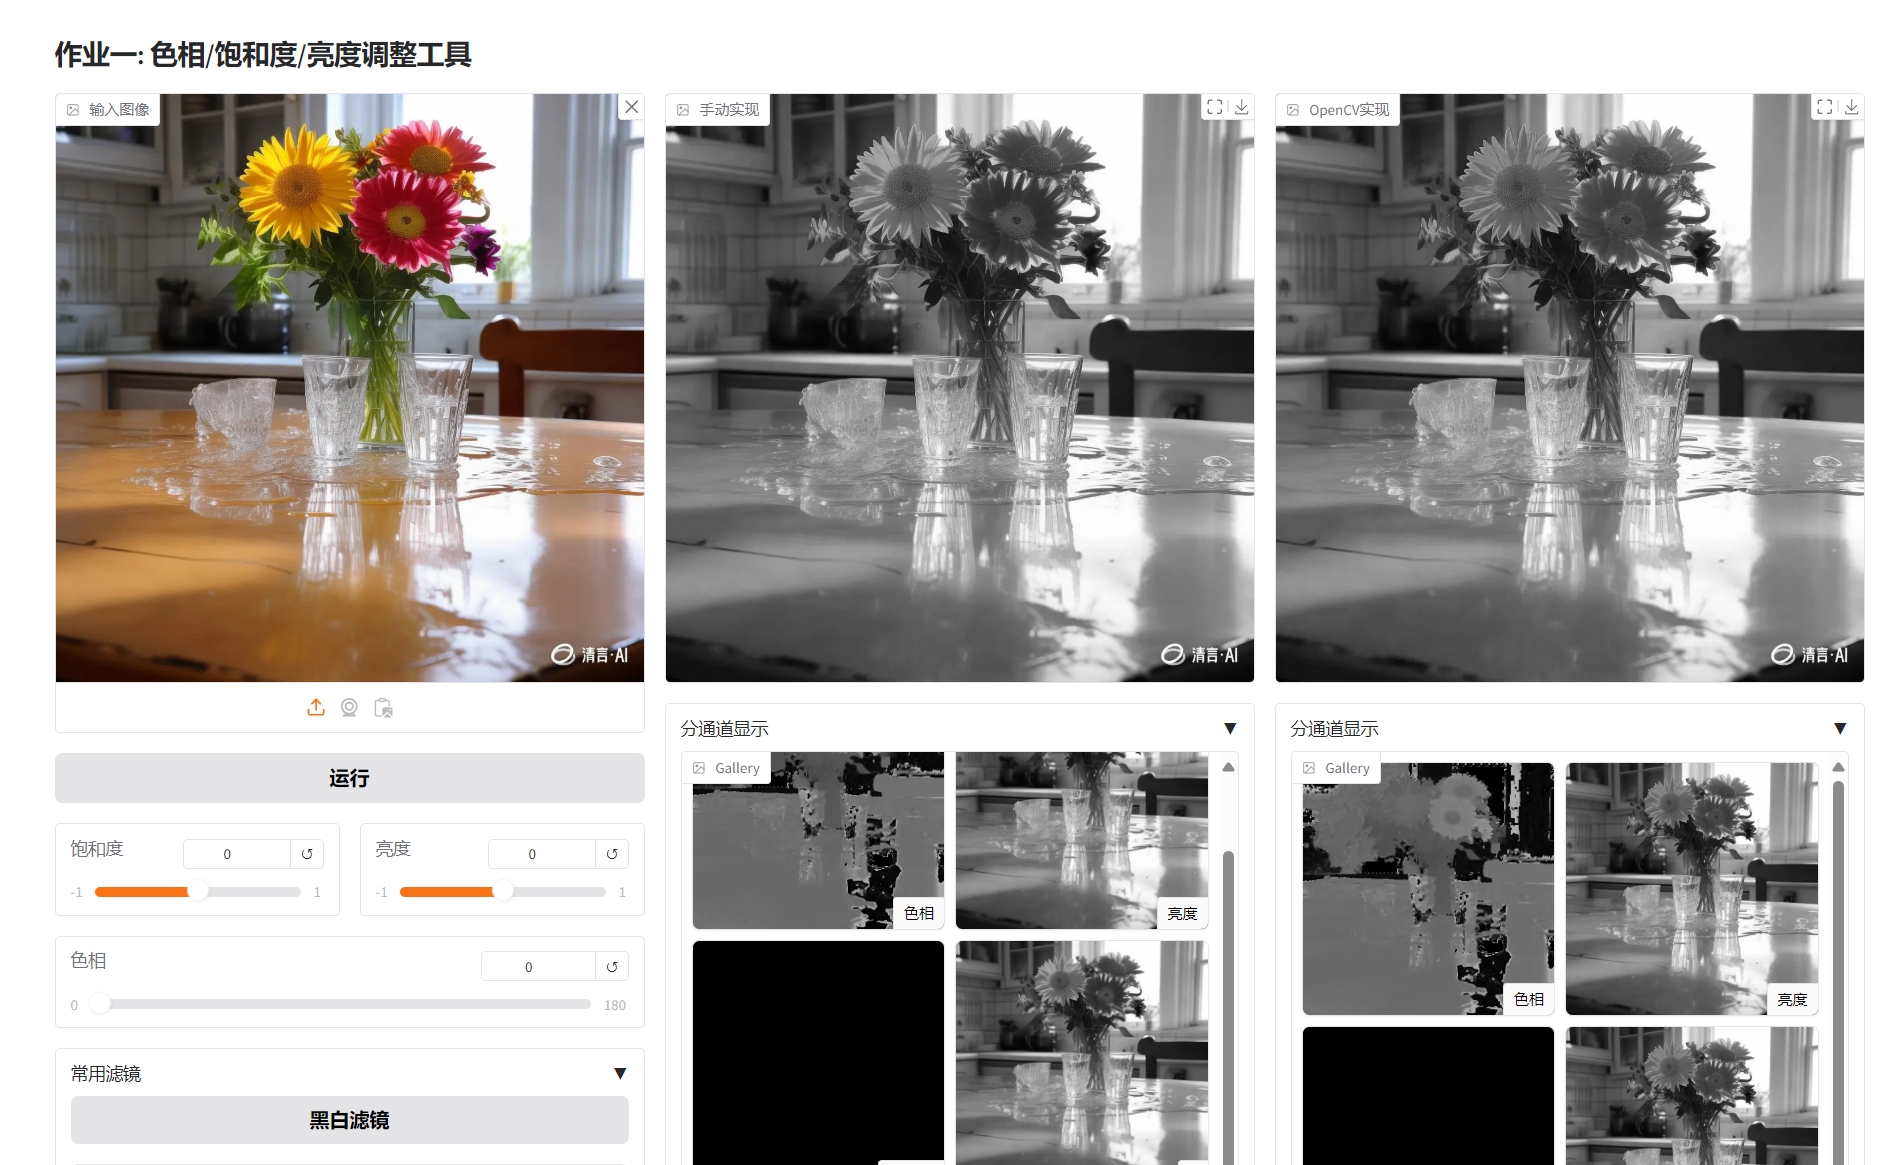 作业一: 色相/饱和度/亮度调整工具
输入图像
手动实现
OpenCV实现
清言·AI
清言·AI
清言·AI
分通道显示
分通道显示
Gallery
Gallery
运行
色相
亮度
色相
亮度
饱和度
0
-1
1
亮度
0
-1
1
色相
0
0
180
常用滤镜
黑白滤镜